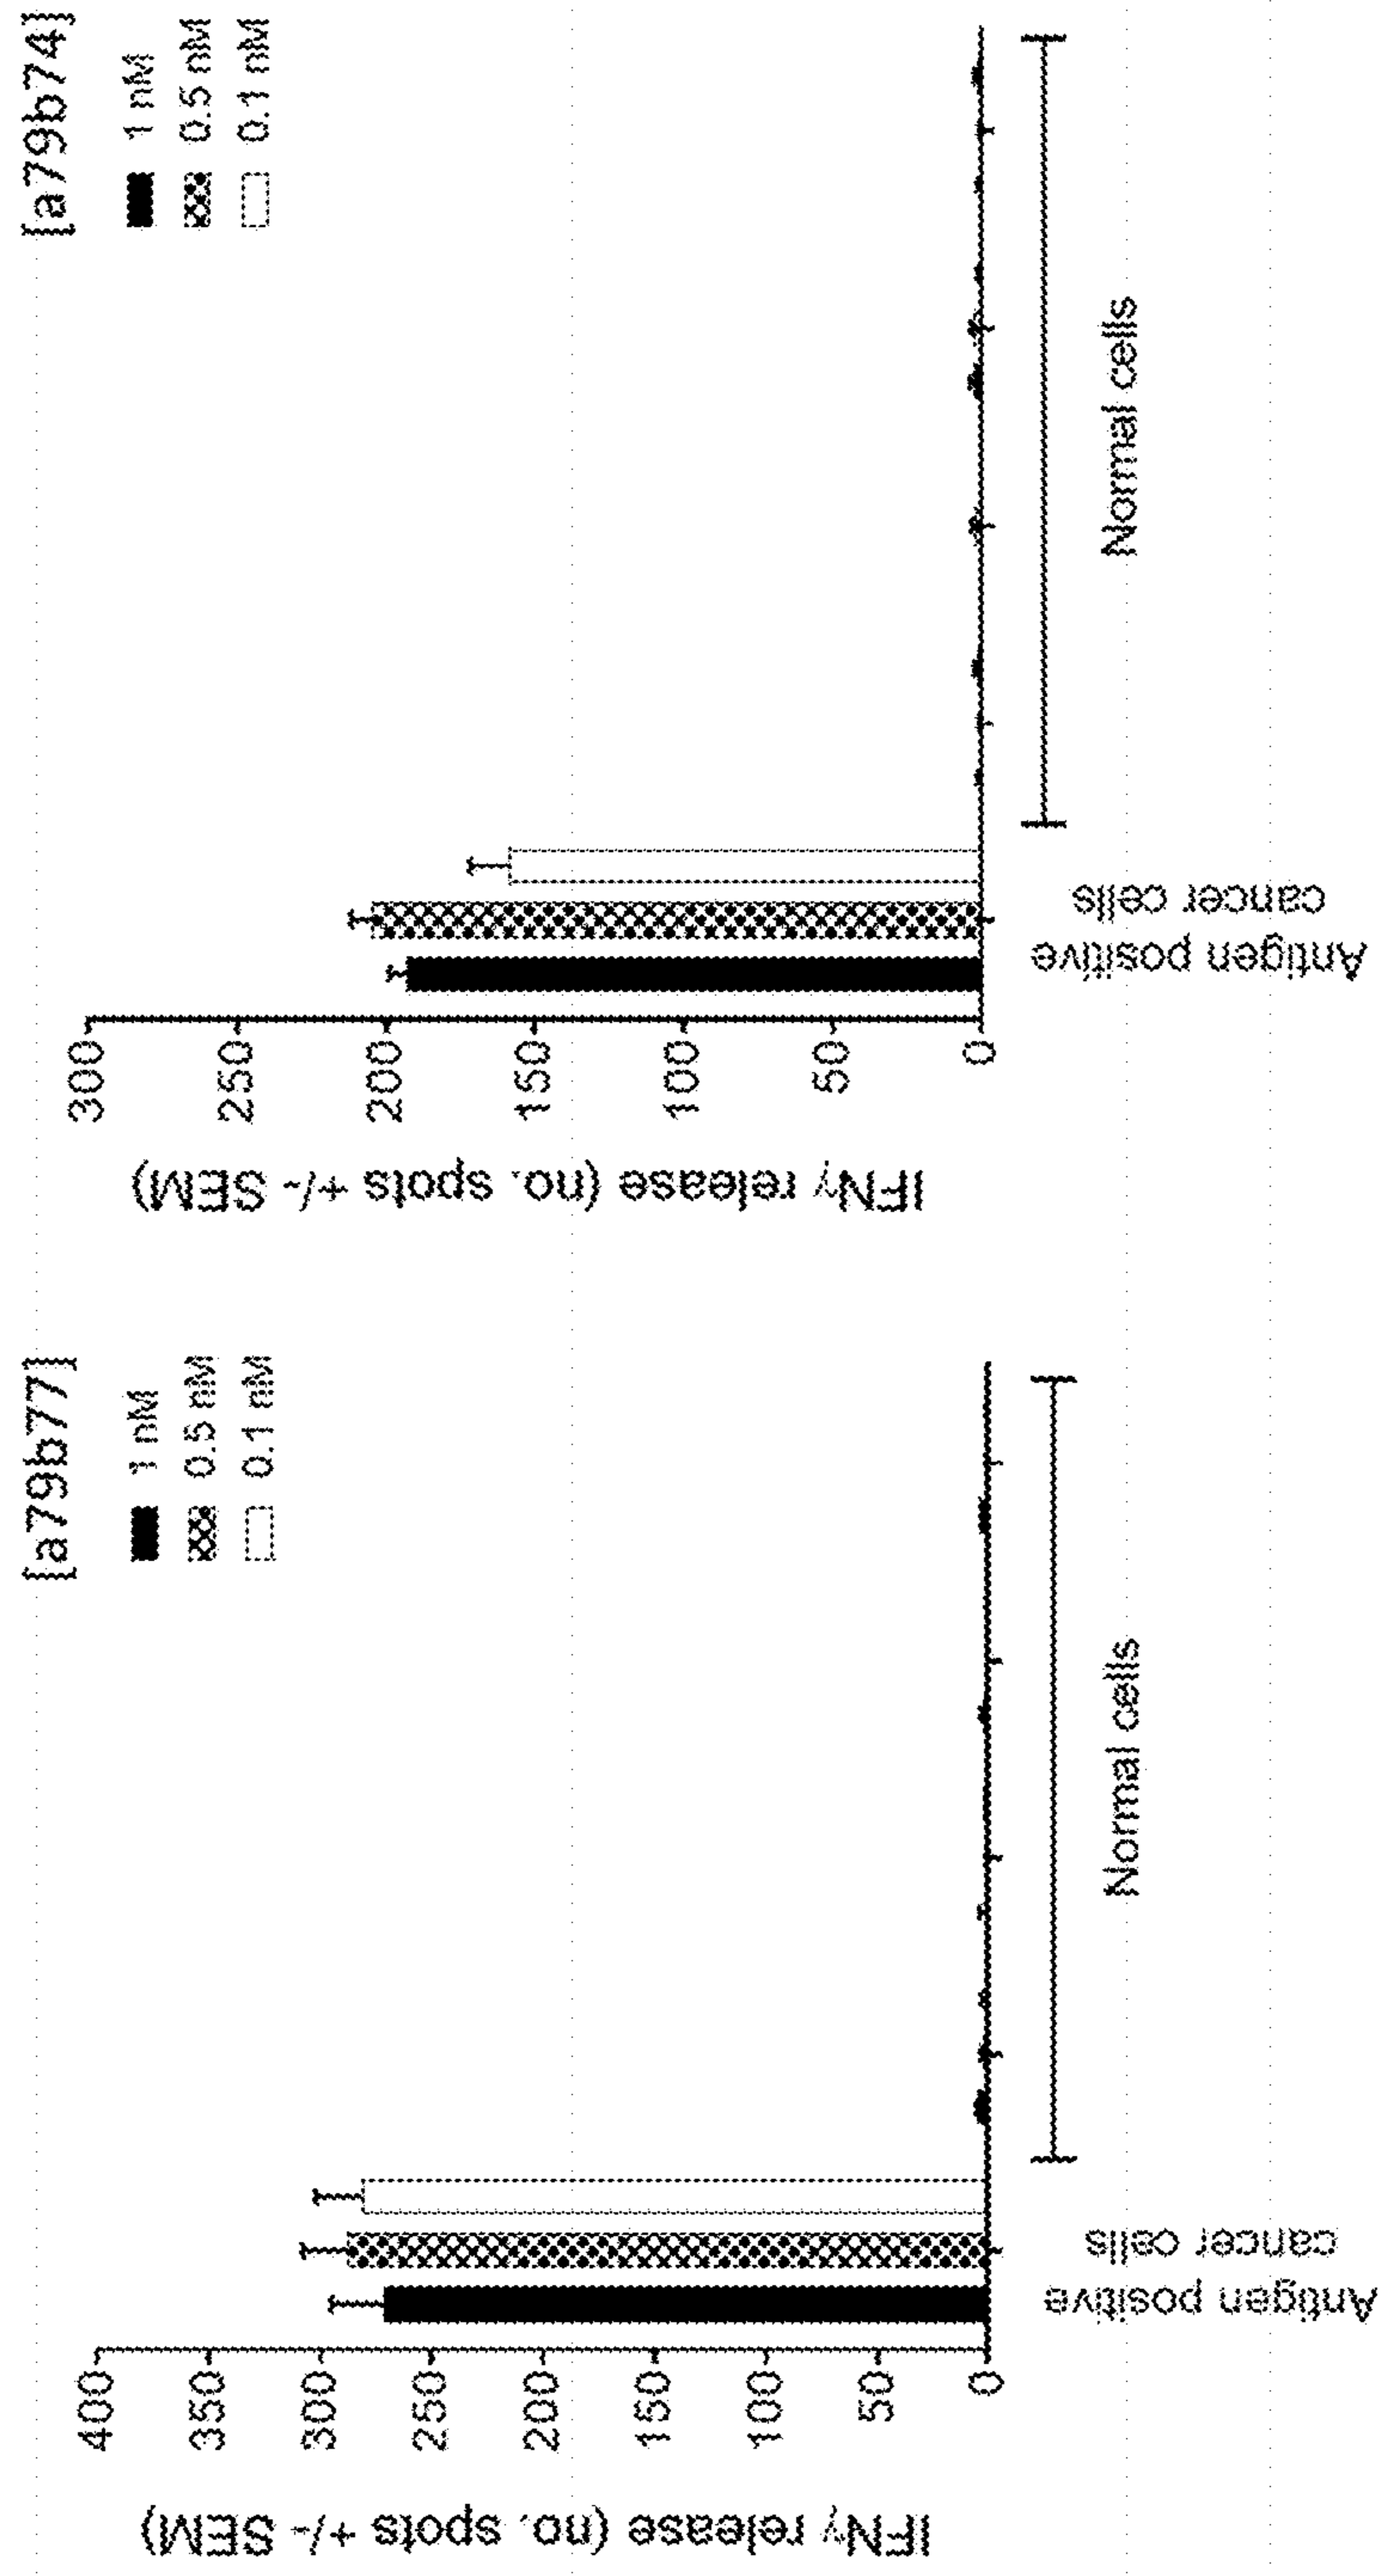 [a79b77]
1 nM
0.5 nM
0.1 nM
IFNγ release (no. spots +/- SEM)
400
350
300
250
200
150
100
50
0
Antigen positive
cancer cells
Normal cells
[a79b74]
1 nM
0.5 nM
0.1 nM
IFNγ release (no. spots +/- SEM)
300
250
200
150
100
50
0
Antigen positive
cancer cells
Normal cells